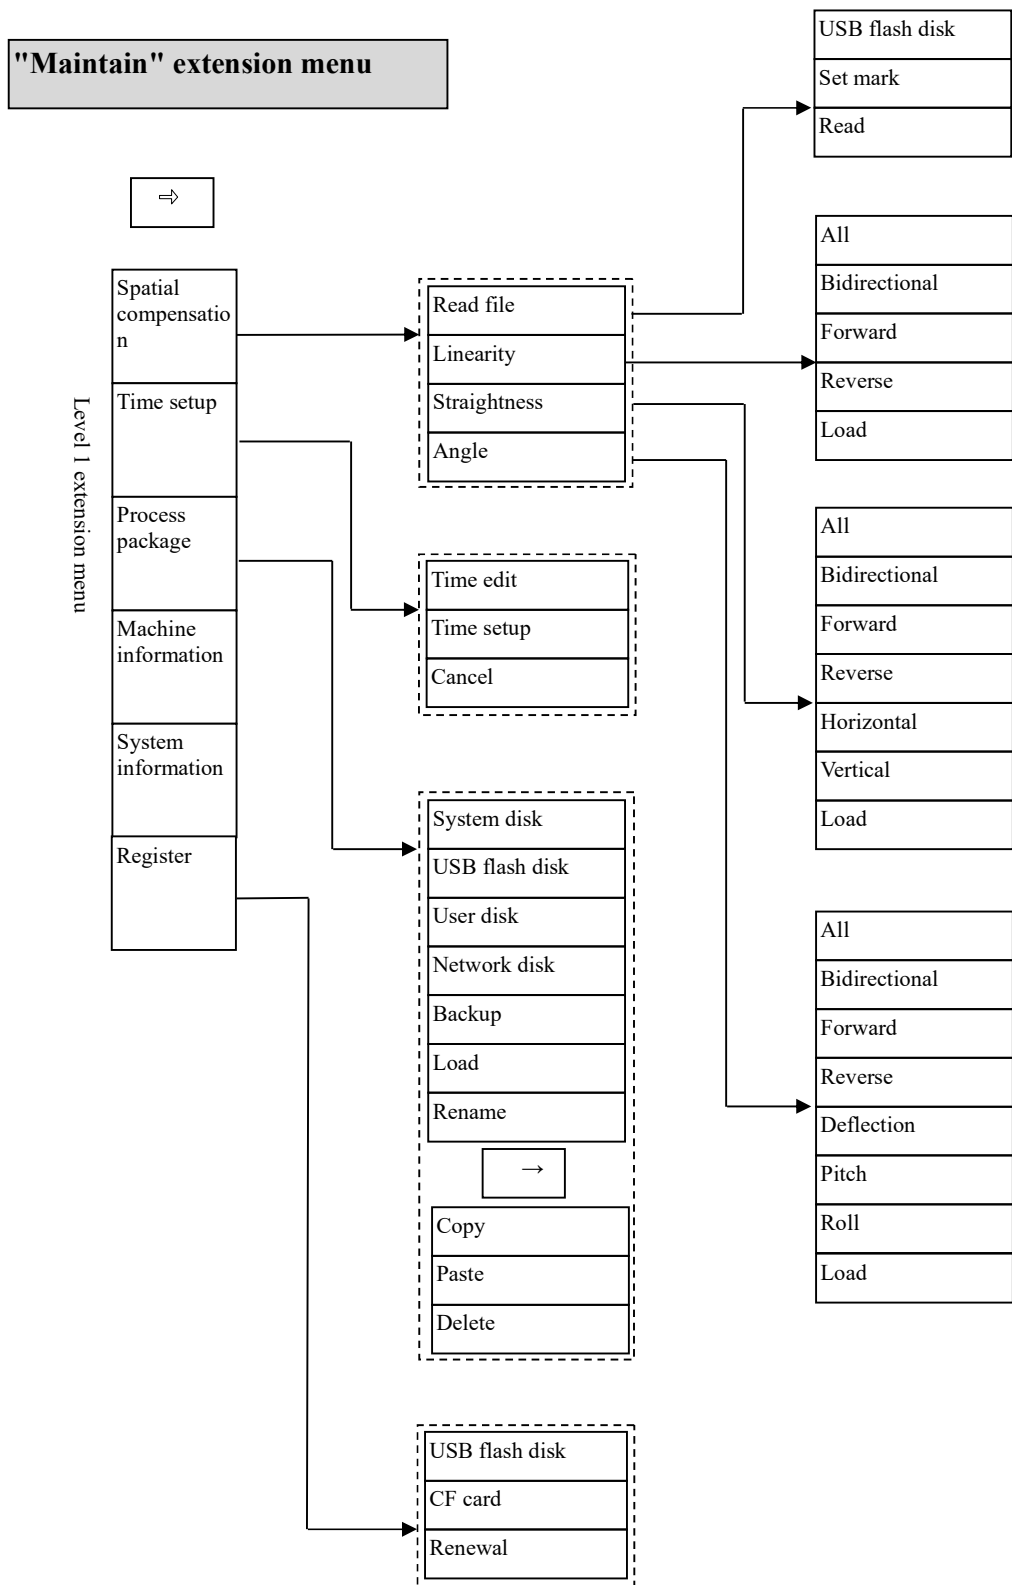 "Maintain" extension menu
⇨
Level 1 extension menu
Spatial
compensatio
n
Time setup
Process
package
Machine
information
System
information
Register
Read file
Linearity
Straightness
Angle
Time edit
Time setup
Cancel
System disk
USB flash disk
User disk
Network disk
Backup
Load
Rename
→
Copy
Paste
Delete
USB flash disk
CF card
Renewal
USB flash disk
Set mark
Read
All
Bidirectional
Forward
Reverse
Load
All
Bidirectional
Forward
Reverse
Horizontal
Vertical
Load
All
Bidirectional
Forward
Reverse
Deflection
Pitch
Roll
Load